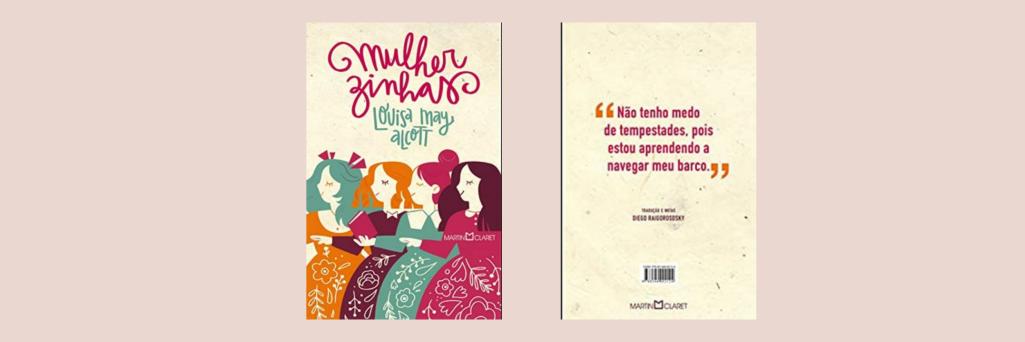 Mulher
zinhas
Louisa May
Alcott
MARTIN CLARET
“Não tenho medo
de tempestades, pois
estou aprendendo a
navegar meu barco.”
TRADUÇÃO E NOTAS
DIEGO RAIGORODSKY
MARTIN CLARET